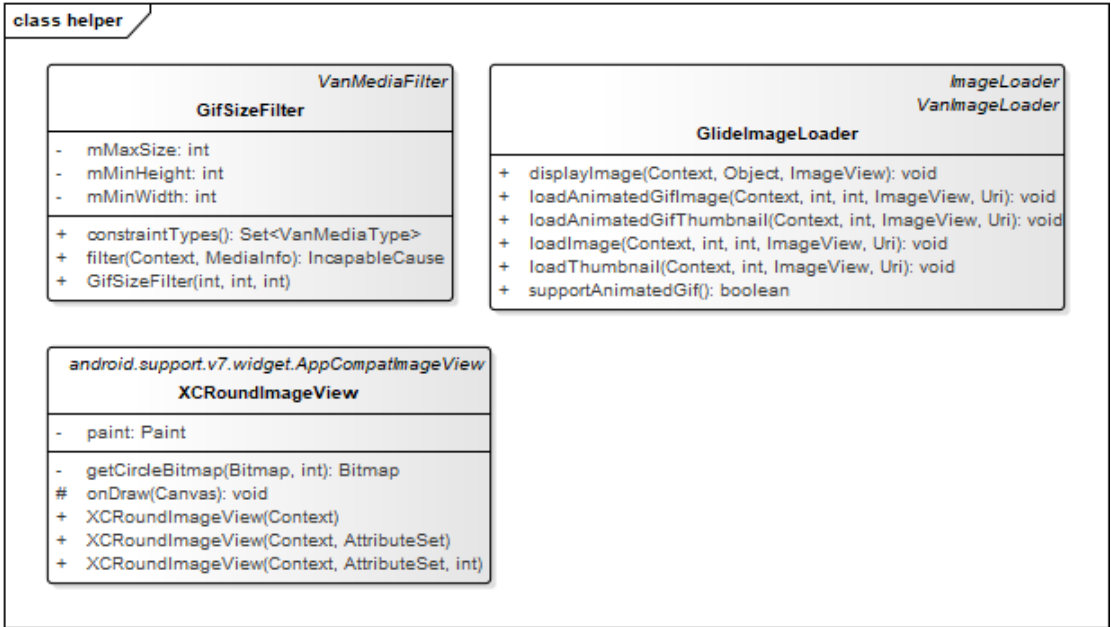 class helper
VanMediaFilter
GifSizeFilter
- mMaxSize: int
- mMinHeight: int
- mMinWidth: int
+ constraintTypes(): Set<VanMediaType>
+ filter(Context, MediaInfo): IncapableCause
+ GifSizeFilter(int, int, int)
ImageLoader
VanImageLoader
GlideImageLoader
+ displayImage(Context, Object, ImageView): void
+ loadAnimatedGifImage(Context, int, int, ImageView, Uri): void
+ loadAnimatedGifThumbnail(Context, int, ImageView, Uri): void
+ loadImage(Context, int, int, ImageView, Uri): void
+ loadThumbnail(Context, int, ImageView, Uri): void
+ supportAnimatedGif(): boolean
android.support.v7.widget.AppCompatImageView
XCRoundImageView
- paint: Paint
- getCircleBitmap(Bitmap, int): Bitmap
# onDraw(Canvas): void
+ XCRoundImageView(Context)
+ XCRoundImageView(Context, AttributeSet)
+ XCRoundImageView(Context, AttributeSet, int)